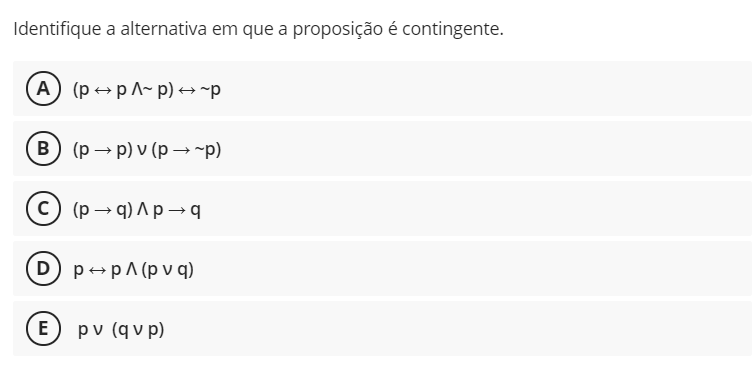 Identifique a alternativa em que a proposição é contingente.
A (p ↔ p Λ~ p) ↔ ~p
B (p → p) ν (p → ~p)
C (p → q) Λ p → q
D p ↔ p Λ (p ν q)
E p ν (q ν p)